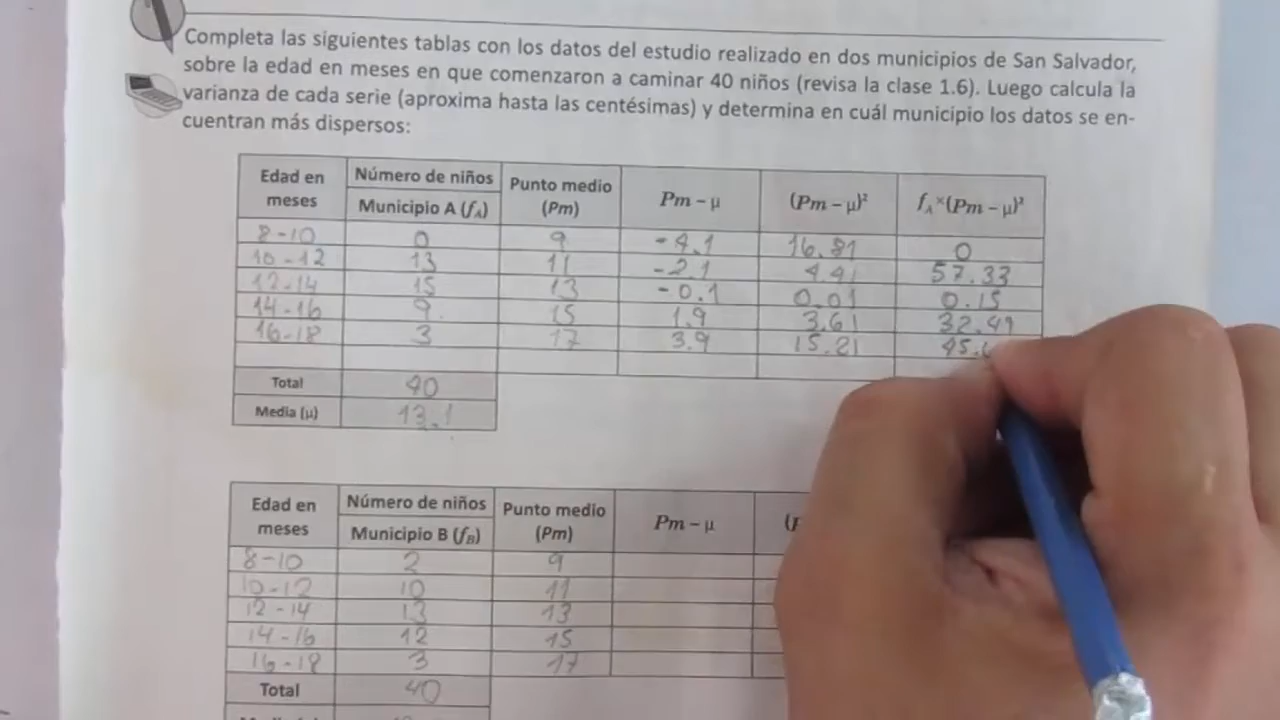 Completa las siguientes tablas con los datos del estudio realizado en dos municipios de San Salvador,
sobre la edad en meses en que comenzaron a caminar 40 niños (revisa la clase 1.6). Luego calcula la
varianza de cada serie (aproxima hasta las centésimas) y determina en cuál municipio los datos se en-
cuentran más dispersos:
Edad en meses Número de niños Municipio A (fA) Punto medio (Pm) Pm – μ (Pm – μ)² fA×(Pm – μ)²
8-10 0 9 -4.1 16.81 0
10-12 13 11 -2.1 4.41 57.33
12-14 15 13 -0.1 0.01 0.15
14-16 9 15 1.9 3.61 32.49
16-18 3 17 3.9 15.21 45.
Total 40
Media (μ) 13.1
Edad en meses Número de niños Municipio B (fB) Punto medio (Pm) Pm – μ
8-10 2 9
10-12 10 11
12-14 13 13
14-16 12 15
16-18 3 17
Total 40